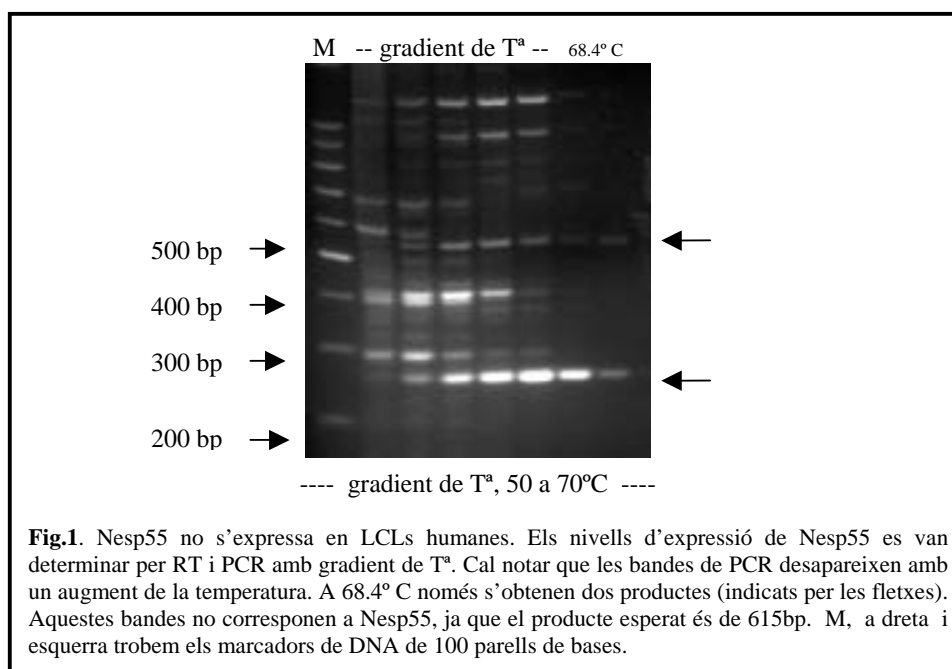 M -- gradient de Tª -- 68.4º C
500 bp
400 bp
300 bp
200 bp
---- gradient de Tª, 50 a 70ºC ----
Fig.1. Nesp55 no s’expressa en LCLs humanes. Els nivells d’expressió de Nesp55 es van
determinar per RT i PCR amb gradient de Tª. Cal notar que les bandes de PCR desapareixen amb
un augment de la temperatura. A 68.4º C només s’obtenen dos productes (indicats per les fletxes).
Aquestes bandes no corresponen a Nesp55, ja que el producte esperat és de 615bp. M, a dreta i
esquerra trobem els marcadors de DNA de 100 parells de bases.